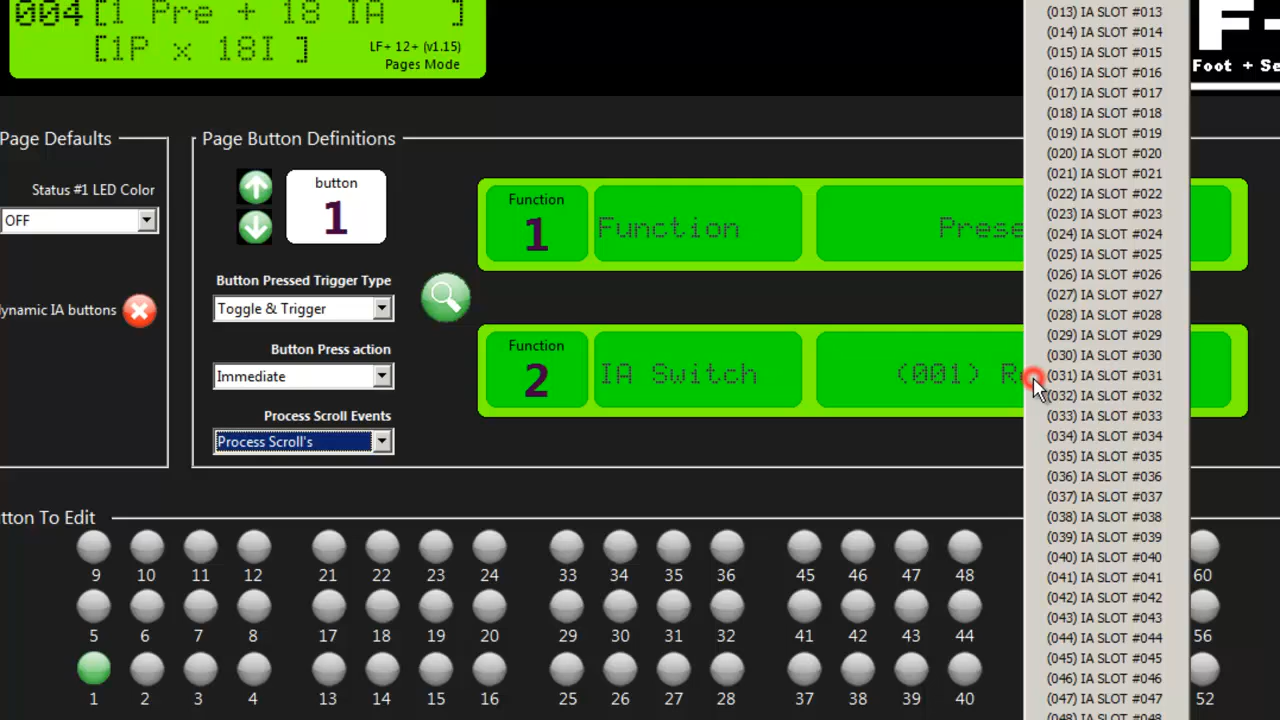 004[1 Pre + 18 IA ]
[1P x 18I ]
LF+ 12+ (v1.15)
Pages Mode
Foot + Se
Page Defaults
Status #1 LED Color
OFF
ynamic IA buttons
Page Button Definitions
button
1
Button Pressed Trigger Type
Toggle & Trigger
Button Press action
Immediate
Process Scroll Events
Process Scroll's
Function
1
Function
Prese
Function
2
IA Switch
(001) R
(013) IA SLOT #013
(014) IA SLOT #014
(015) IA SLOT #015
(016) IA SLOT #016
(017) IA SLOT #017
(018) IA SLOT #018
(019) IA SLOT #019
(020) IA SLOT #020
(021) IA SLOT #021
(022) IA SLOT #022
(023) IA SLOT #023
(024) IA SLOT #024
(025) IA SLOT #025
(026) IA SLOT #026
(027) IA SLOT #027
(028) IA SLOT #028
(029) IA SLOT #029
(030) IA SLOT #030
(031) IA SLOT #031
(032) IA SLOT #032
(033) IA SLOT #033
(034) IA SLOT #034
(035) IA SLOT #035
(036) IA SLOT #036
(037) IA SLOT #037
(038) IA SLOT #038
(039) IA SLOT #039
(040) IA SLOT #040
(041) IA SLOT #041
(042) IA SLOT #042
(043) IA SLOT #043
(044) IA SLOT #044
(045) IA SLOT #045
(046) IA SLOT #046
(047) IA SLOT #047
(048) IA SLOT #048
tton To Edit
9 10 11 12 21 22 23 24 33 34 35 36 45 46 47 48 60
5 6 7 8 17 18 19 20 29 30 31 32 41 42 43 44 56
1 2 3 4 13 14 15 16 25 26 27 28 37 38 39 40 52